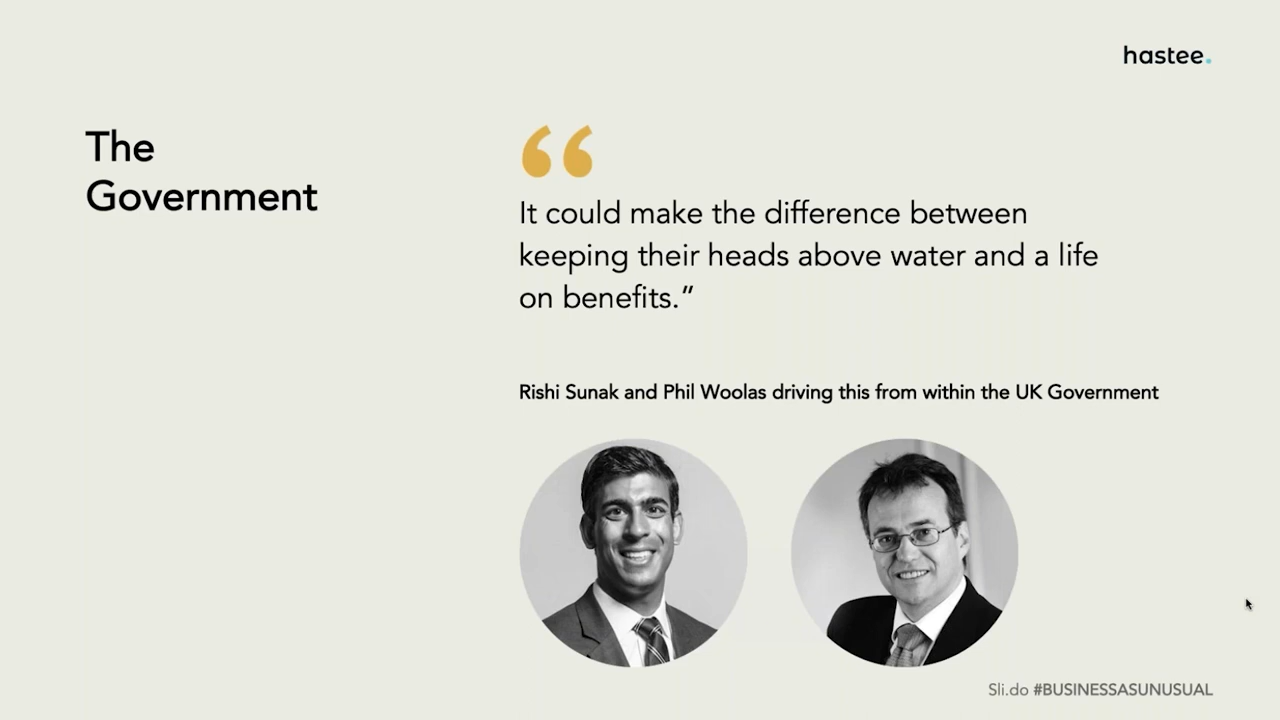 hastee.
The
Government
“
It could make the difference between
keeping their heads above water and a life
on benefits.”
Rishi Sunak and Phil Woolas driving this from within the UK Government
Sli.do #BUSINESSASUNUSUAL